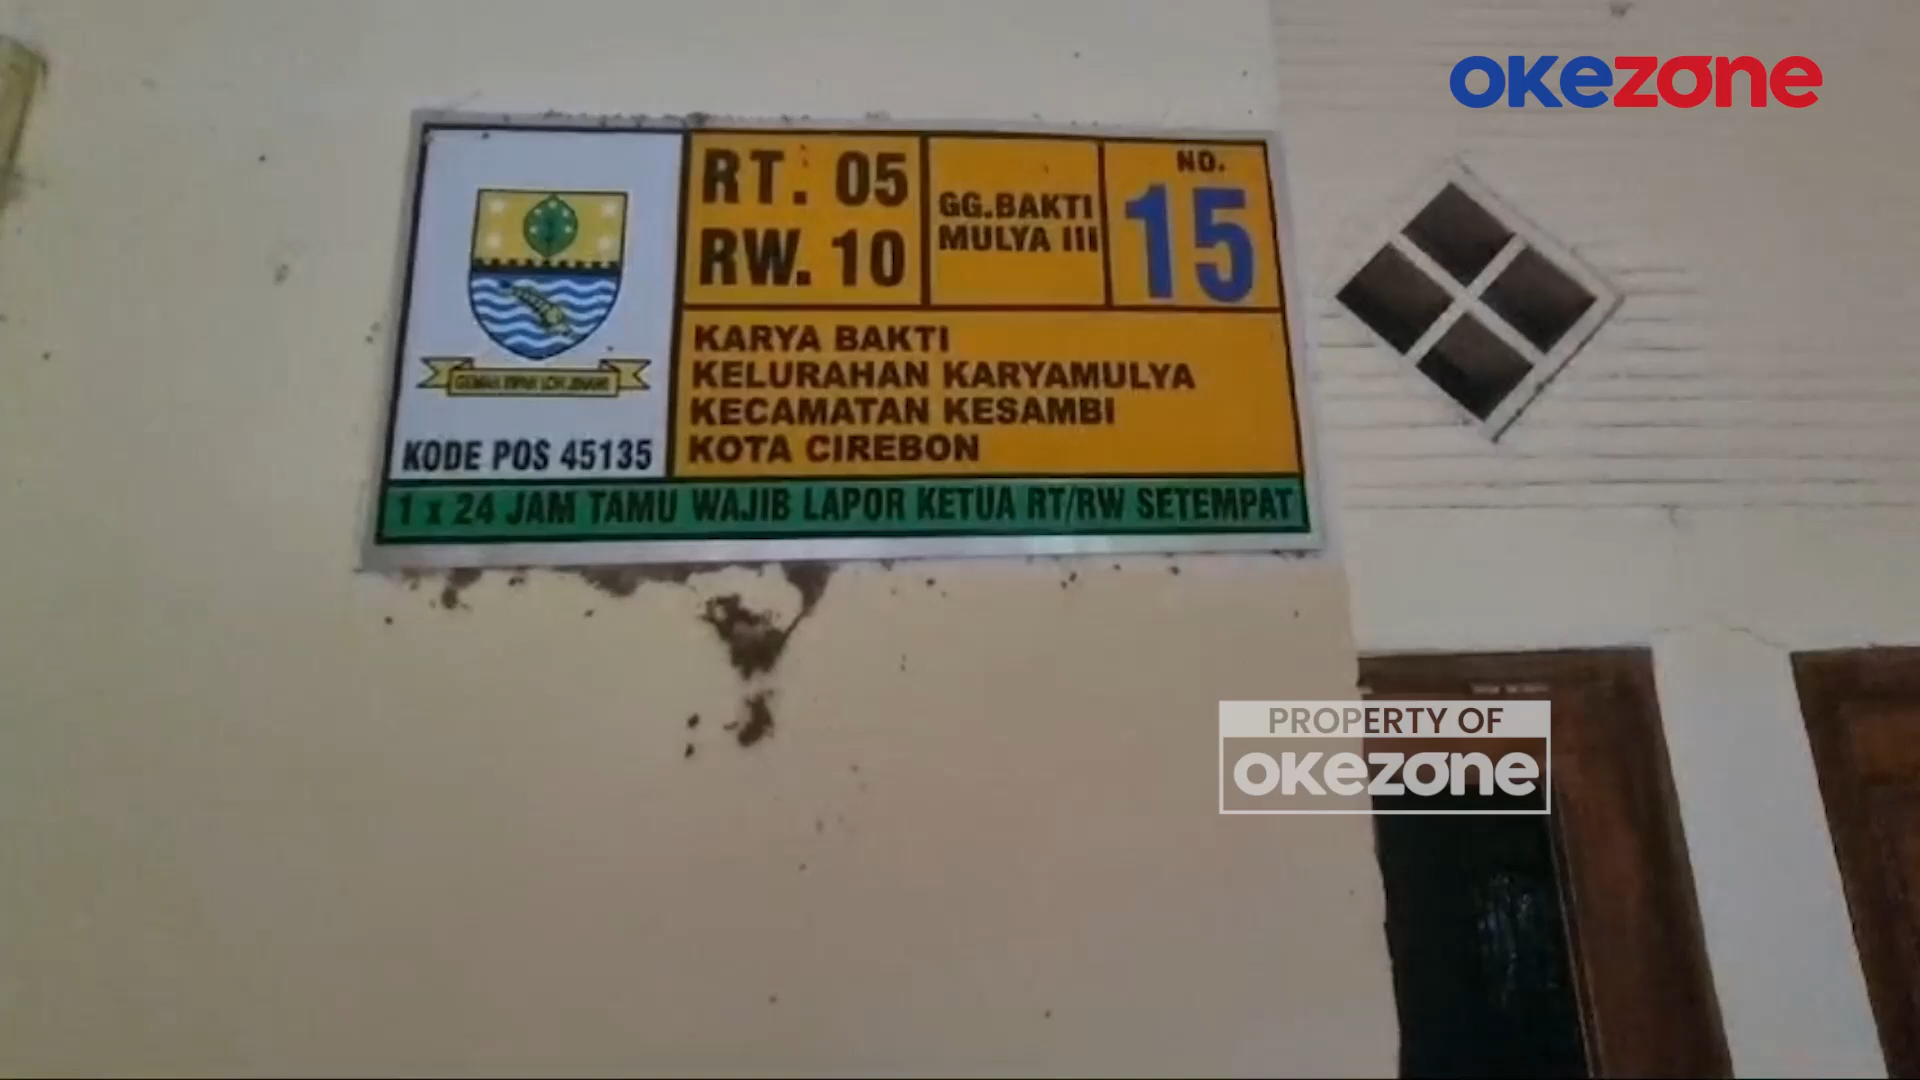 okezone
RT. 05
RW. 10
GG.BAKTI
MULYA III
NO.
15
KARYA BAKTI
KELURAHAN KARYAMULYA
KECAMATAN KESAMBI
KOTA CIREBON
KODE POS 45135
1 x 24 JAM TAMU WAJIB LAPOR KETUA RT/RW SETEMPAT
PROPERTY OF
okezone